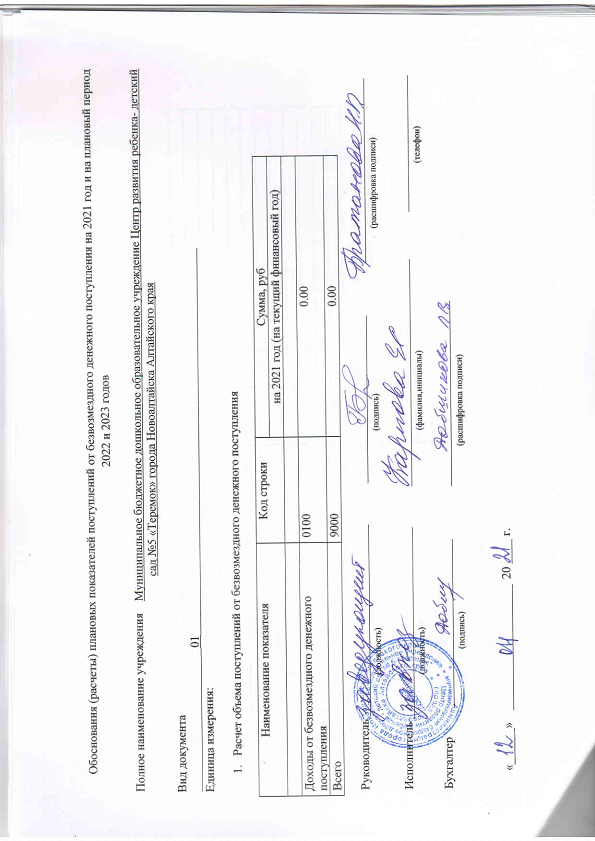 Обоснования (расчеты) плановых показателей поступлений от безвозмездного денежного поступления на 2021 год и на плановый период
2022 и 2023 годов
Полное наименование учреждения Муниципальное бюджетное дошкольное образовательное учреждение Центр развития ребенка- детский
сад №5 «Теремок» города Новоалтайска Алтайского края
Вид документа
01
Единица измерения:
1. Расчет объема поступлений от безвозмездного денежного поступления
Наименование показателя Код строки Сумма, руб
на 2021 год (на текущий финансовый год)
Доходы от безвозмездного денежного
поступления 0100 0.00
Всего 9000 0.00
Руководитель заведующий
(должность) (подпись) (расшифровка подписи)
Исполнитель Карпова ЕР
(должность) (фамилия,инициалы) (телефон)
Бухгалтер
(подпись) (расшифровка подписи)
« 12 » 04 20 21 г.